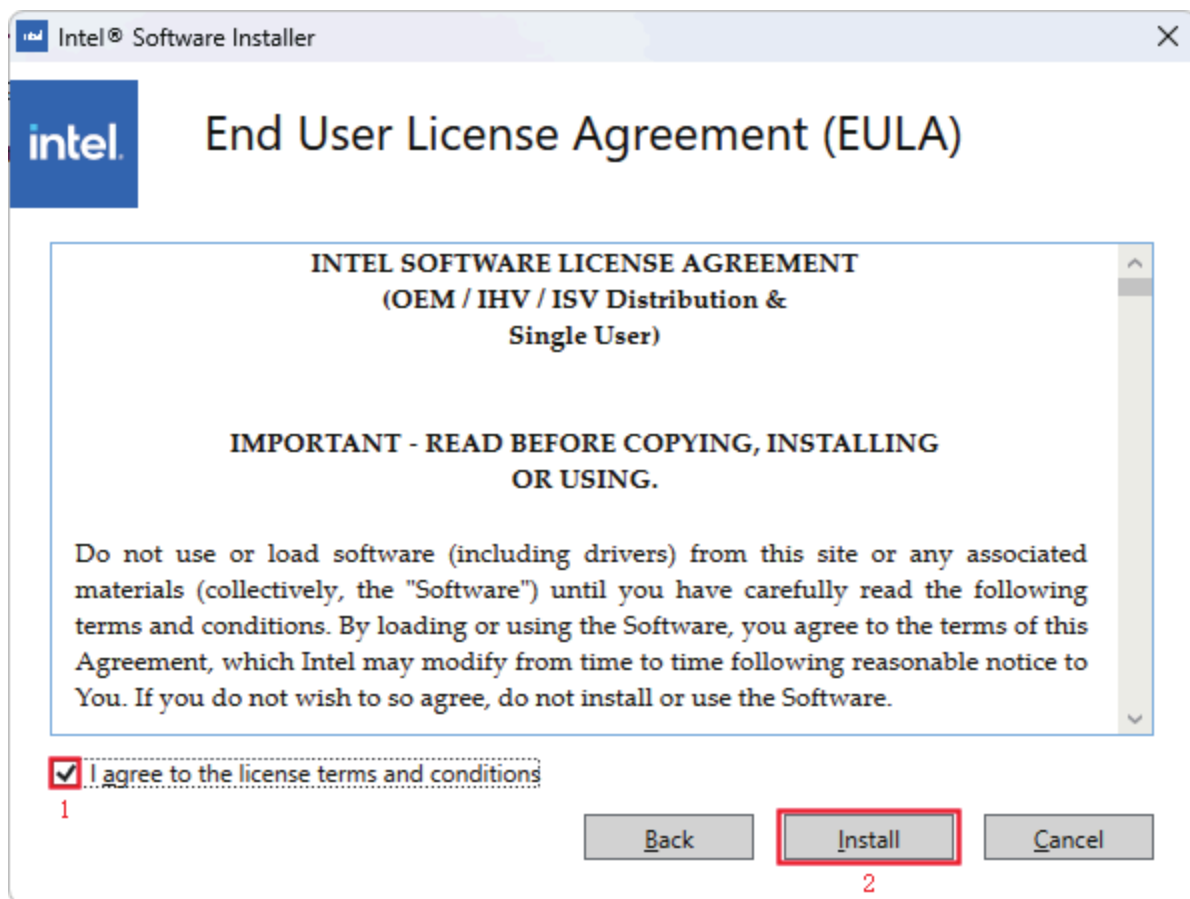 intel Intel® Software Installer
intel.
End User License Agreement (EULA)
INTEL SOFTWARE LICENSE AGREEMENT
(OEM / IHV / ISV Distribution &
Single User)
IMPORTANT - READ BEFORE COPYING, INSTALLING
OR USING.
Do not use or load software (including drivers) from this site or any associated
materials (collectively, the "Software") until you have carefully read the following
terms and conditions. By loading or using the Software, you agree to the terms of this
Agreement, which Intel may modify from time to time following reasonable notice to
You. If you do not wish to so agree, do not install or use the Software.
I agree to the license terms and conditions
1
Back Install Cancel
2